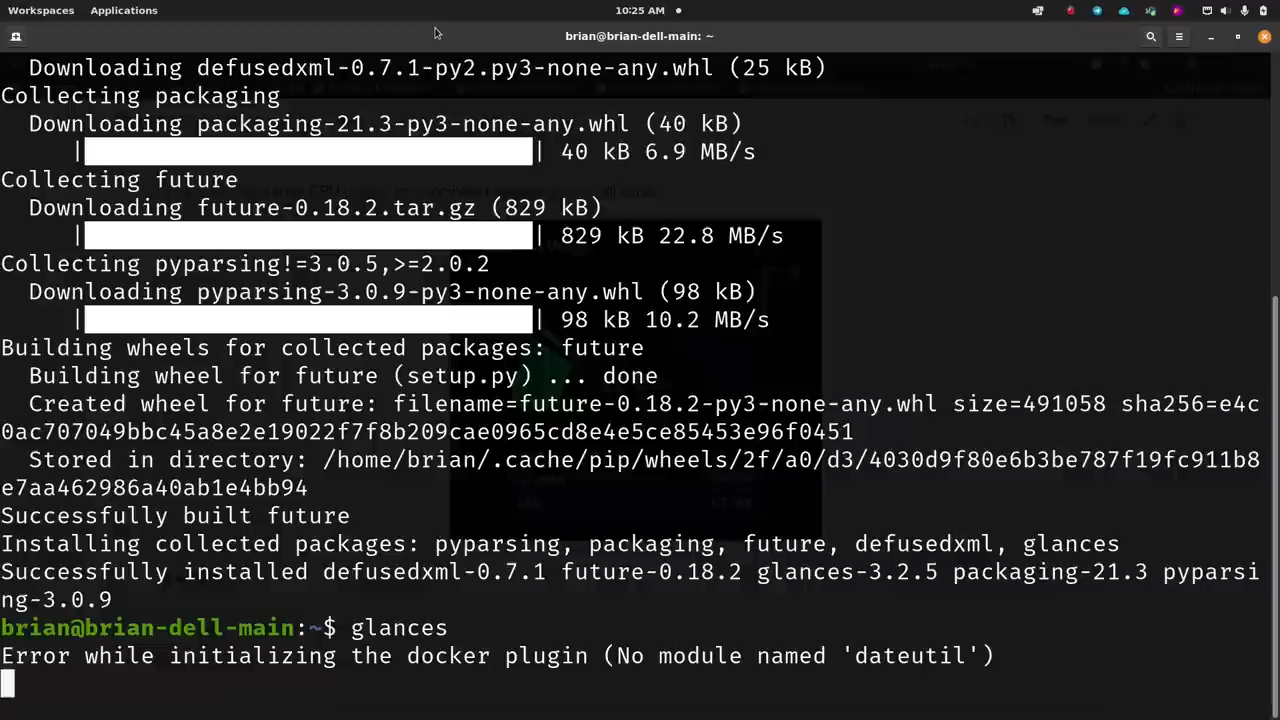 Workspaces Applications 10:25 AM
brian@brian-dell-main: ~
Downloading defusedxml-0.7.1-py2.py3-none-any.whl (25 kB)
Collecting packaging
Downloading packaging-21.3-py3-none-any.whl (40 kB)
| | 40 kB 6.9 MB/s
Collecting future
Downloading future-0.18.2.tar.gz (829 kB)
| | 829 kB 22.8 MB/s
Collecting pyparsing!=3.0.5,>=2.0.2
Downloading pyparsing-3.0.9-py3-none-any.whl (98 kB)
| | 98 kB 10.2 MB/s
Building wheels for collected packages: future
Building wheel for future (setup.py) ... done
Created wheel for future: filename=future-0.18.2-py3-none-any.whl size=491058 sha256=e4c
0ac707049bbc45a8e2e19022f7f8b209cae0965cd8e4e5ce85453e96f0451
Stored in directory: /home/brian/.cache/pip/wheels/2f/a0/d3/4030d9f80e6b3be787f19fc911b8
e7aa462986a40ab1e4bb94
Successfully built future
Installing collected packages: pyparsing, packaging, future, defusedxml, glances
Successfully installed defusedxml-0.7.1 future-0.18.2 glances-3.2.5 packaging-21.3 pyparsi
ng-3.0.9
brian@brian-dell-main:~$ glances
Error while initializing the docker plugin (No module named 'dateutil')